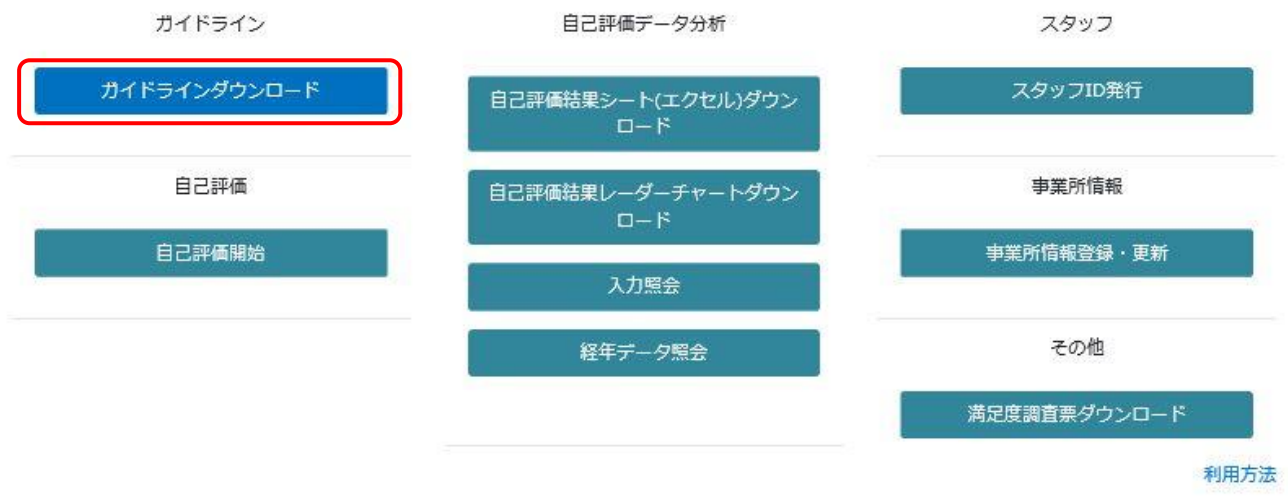 ガイドライン
ガイドラインダウンロード
自己評価
自己評価開始
自己評価データ分析
自己評価結果シート(エクセル)ダウン
ロード
自己評価結果レーダーチャートダウン
ロード
入力照会
経年データ照会
スタッフ
スタッフID発行
事業所情報
事業所情報登録・更新
その他
満足度調査票ダウンロード
利用方法